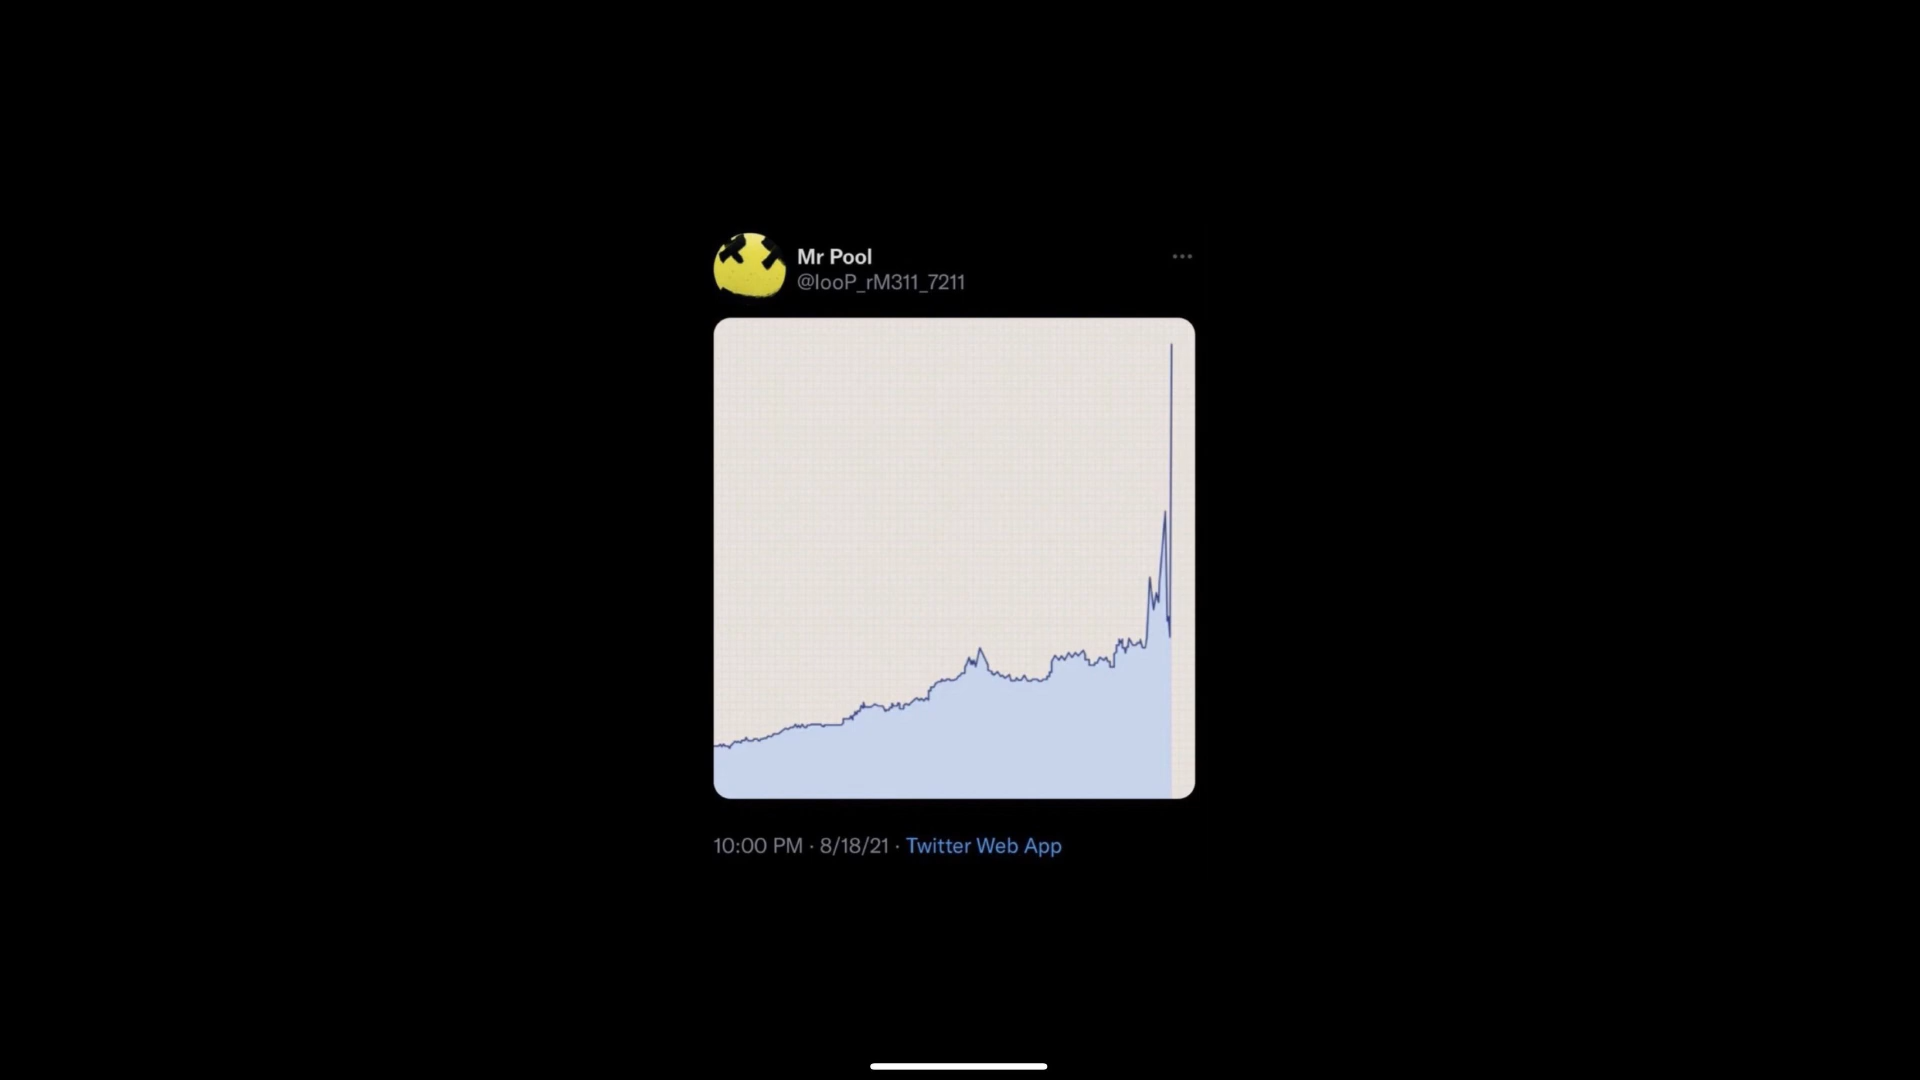 Mr Pool
@looP_rM311_7211
10:00 PM · 8/18/21 · Twitter Web App